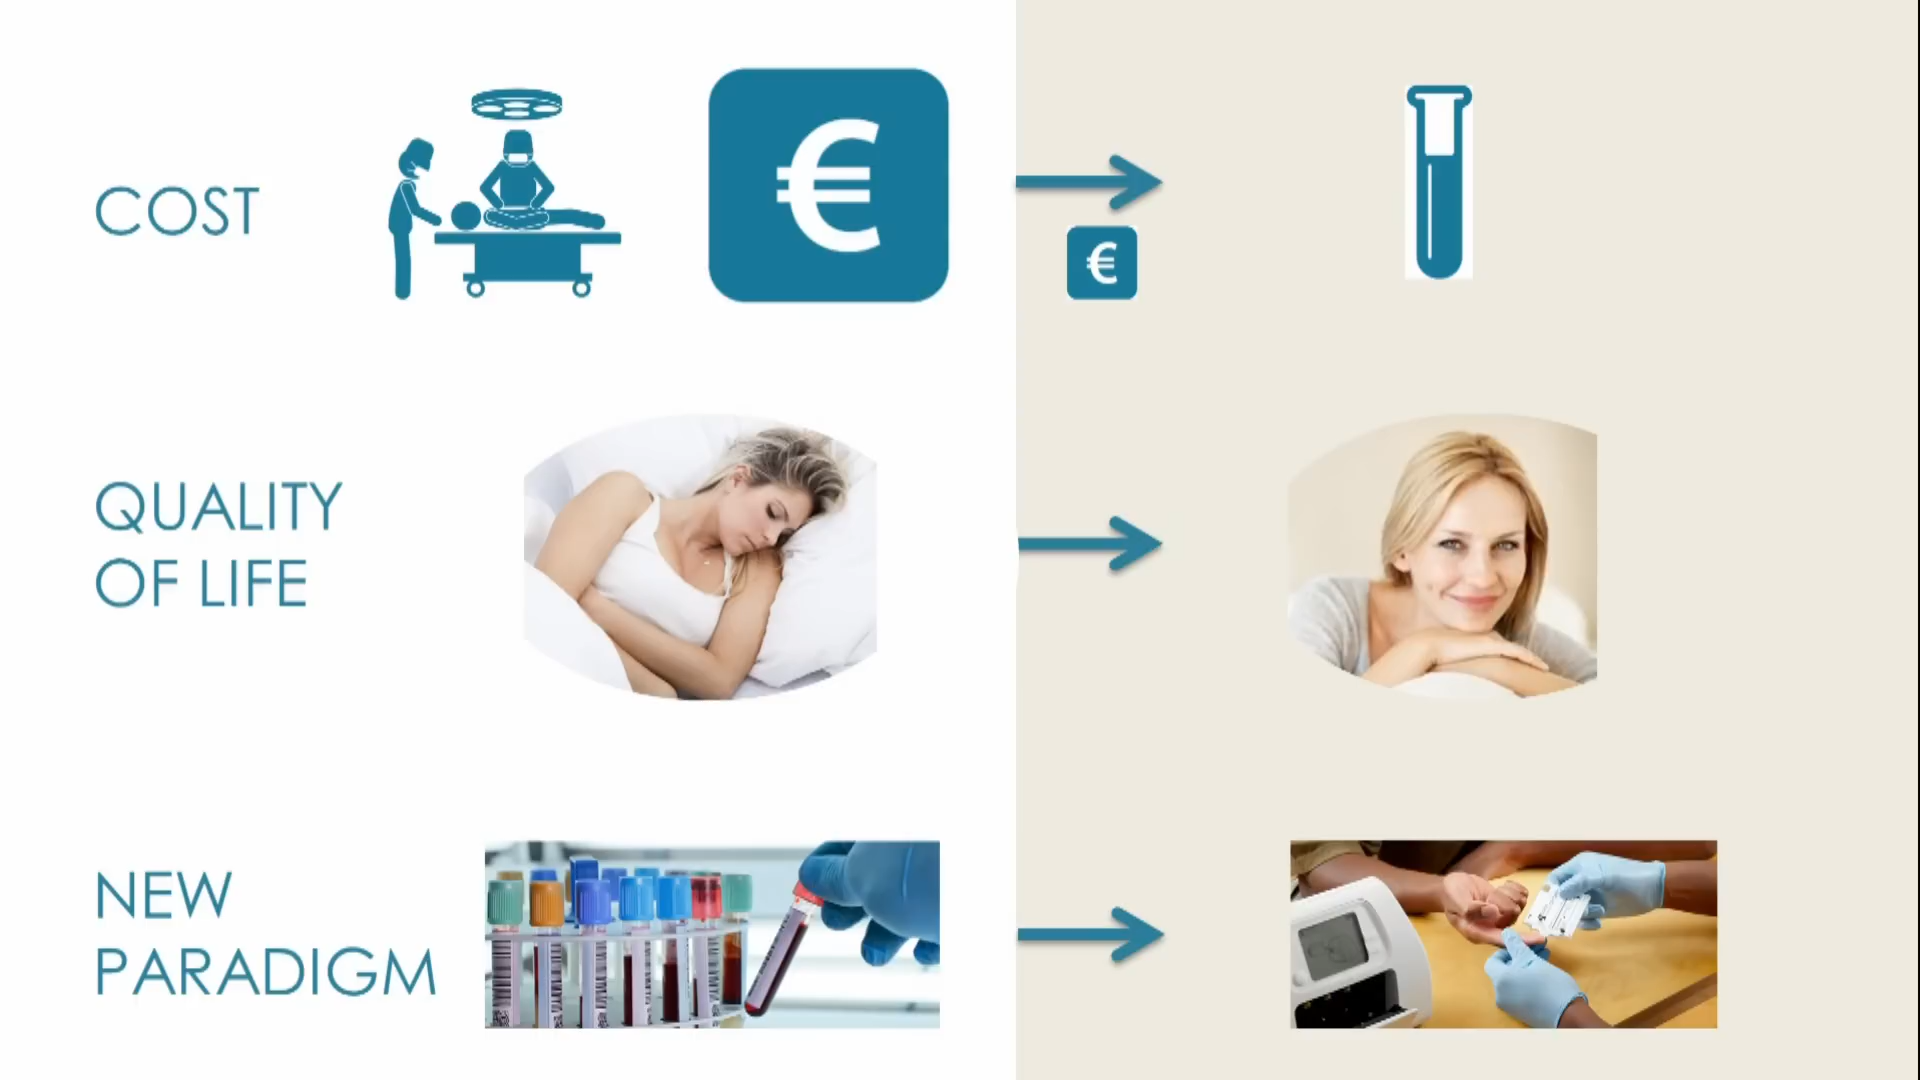 COST
€
€
QUALITY
OF LIFE
NEW
PARADIGM